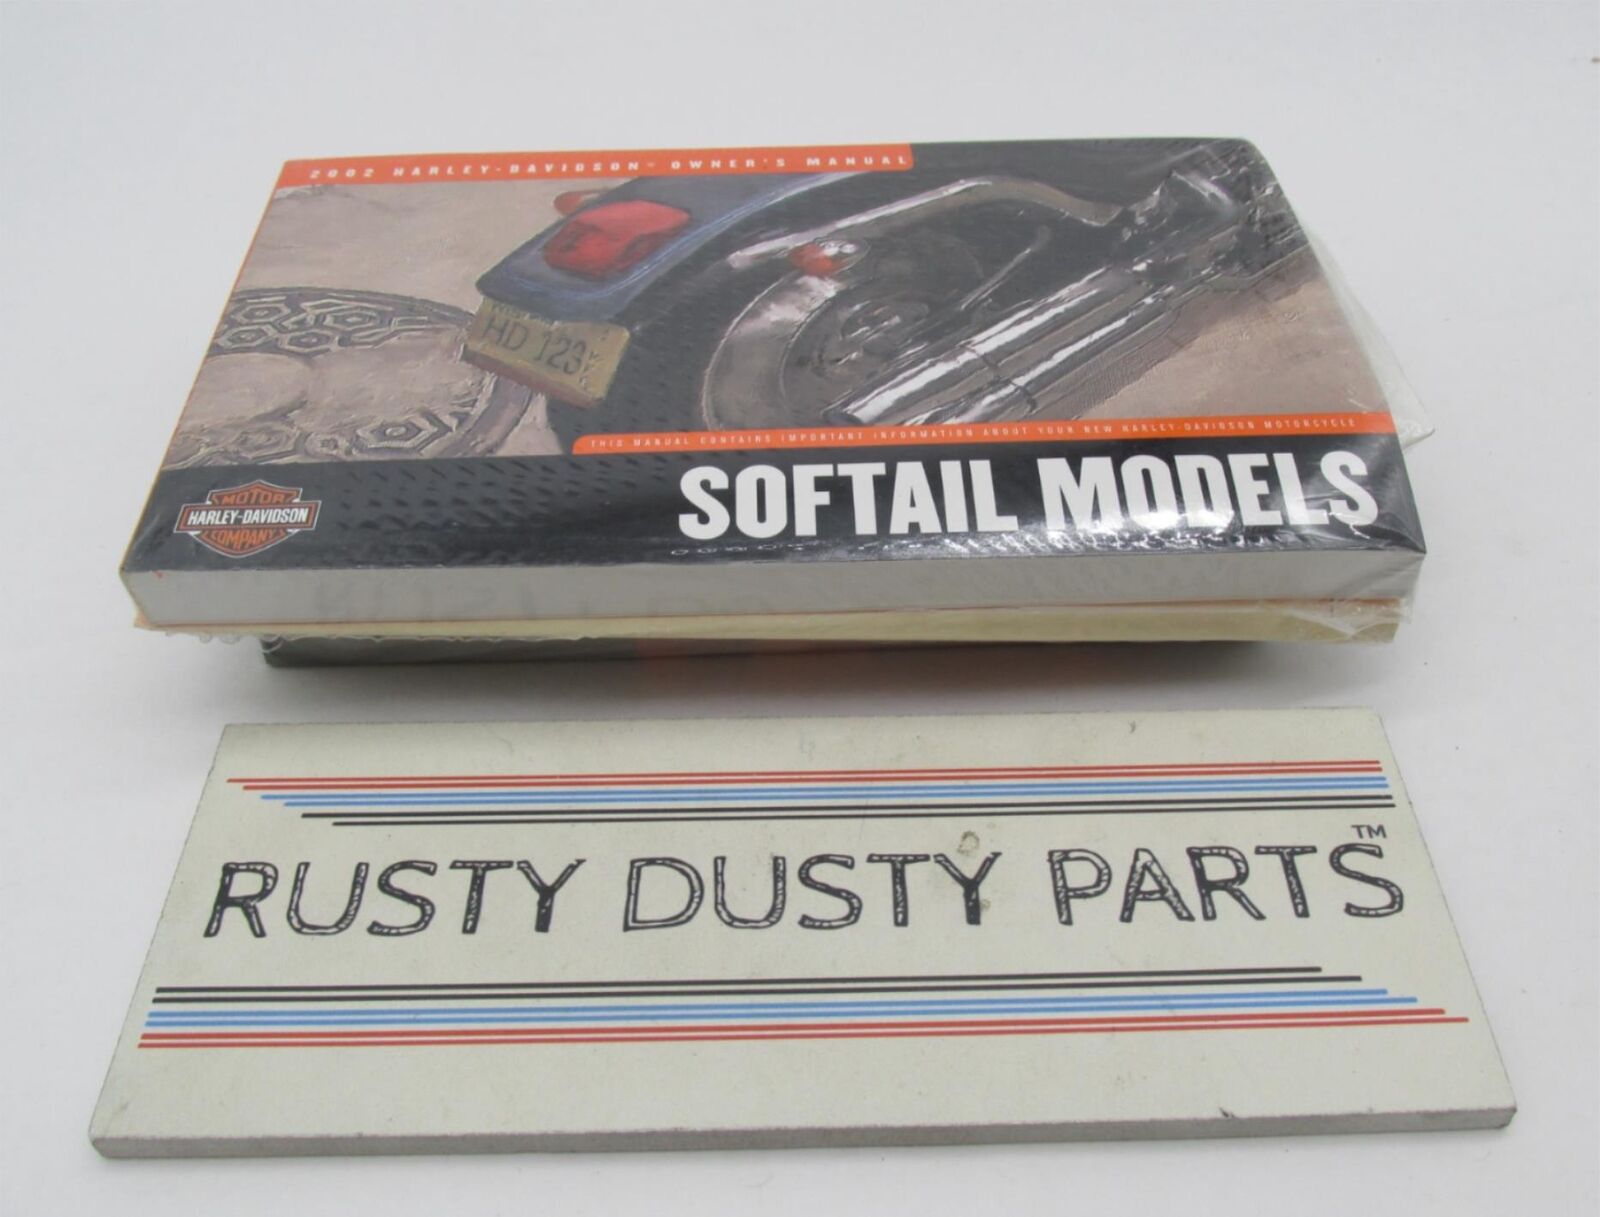 2002 HARLEY-DAVIDSON OWNER'S MANUAL
HD 123
THIS MANUAL CONTAINS IMPORTANT INFORMATION ABOUT YOUR NEW HARLEY-DAVIDSON MOTORCYCLE
SOFTAIL MODELS
MOTOR
HARLEY-DAVIDSON
COMPANY
RUSTY DUSTY PARTS™